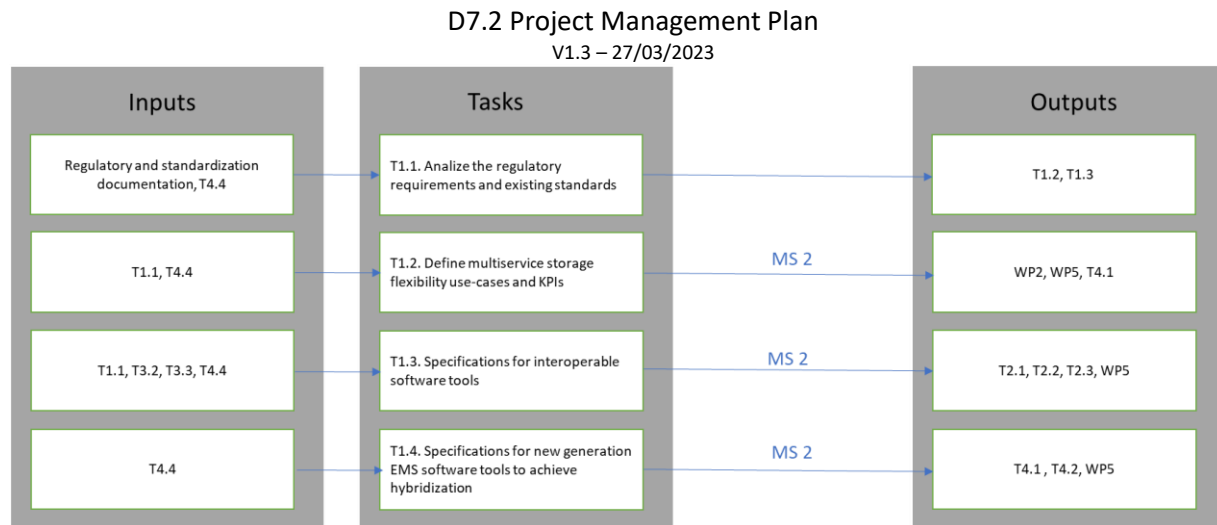 D7.2 Project Management Plan
V1.3 – 27/03/2023
Inputs
Tasks
Outputs
Regulatory and standardization
documentation, T4.4
T1.1. Analize the regulatory
requirements and existing standards
T1.2, T1.3
T1.1, T4.4
T1.2. Define multiservice storage
flexibility use-cases and KPIs
MS 2
WP2, WP5, T4.1
T1.1, T3.2, T3.3, T4.4
T1.3. Specifications for interoperable
software tools
MS 2
T2.1, T2.2, T2.3, WP5
T4.4
T1.4. Specifications for new generation
EMS software tools to achieve
hybridization
MS 2
T4.1 , T4.2, WP5